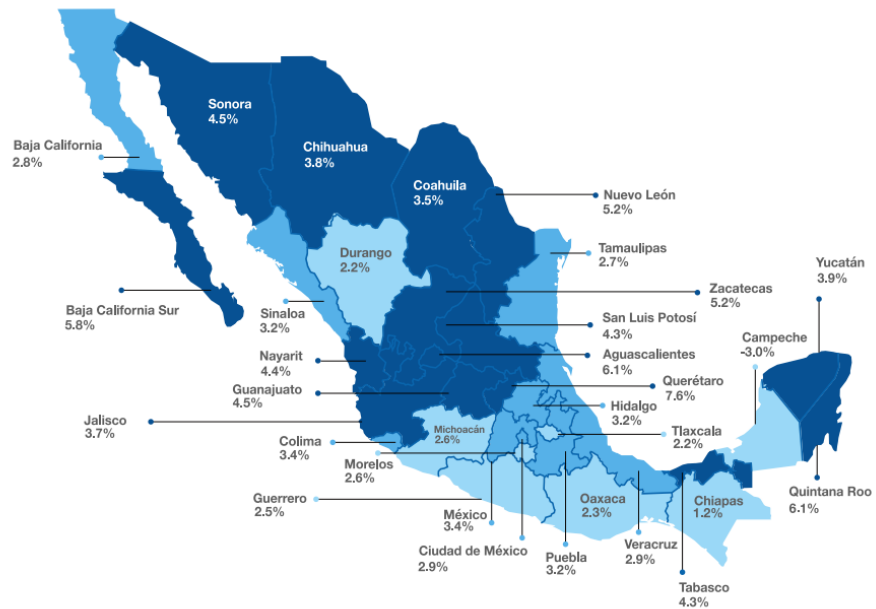 Sonora
4.5%
Baja California
2.8%
Chihuahua
3.8%
Coahuila
3.5%
Nuevo León
5.2%
Tamaulipas
2.7%
Durango
2.2%
Yucatán
3.9%
Zacatecas
5.2%
Baja California Sur
5.8%
Sinaloa
3.2%
San Luis Potosí
4.3%
Campeche
-3.0%
Nayarit
4.4%
Aguascalientes
6.1%
Guanajuato
4.5%
Querétaro
7.6%
Hidalgo
3.2%
Jalisco
3.7%
Michoacán
2.6%
Tlaxcala
2.2%
Colima
3.4%
Morelos
2.6%
Guerrero
2.5%
Oaxaca
2.3%
Chiapas
1.2%
Quintana Roo
6.1%
México
3.4%
Ciudad de México
2.9%
Puebla
3.2%
Veracruz
2.9%
Tabasco
4.3%